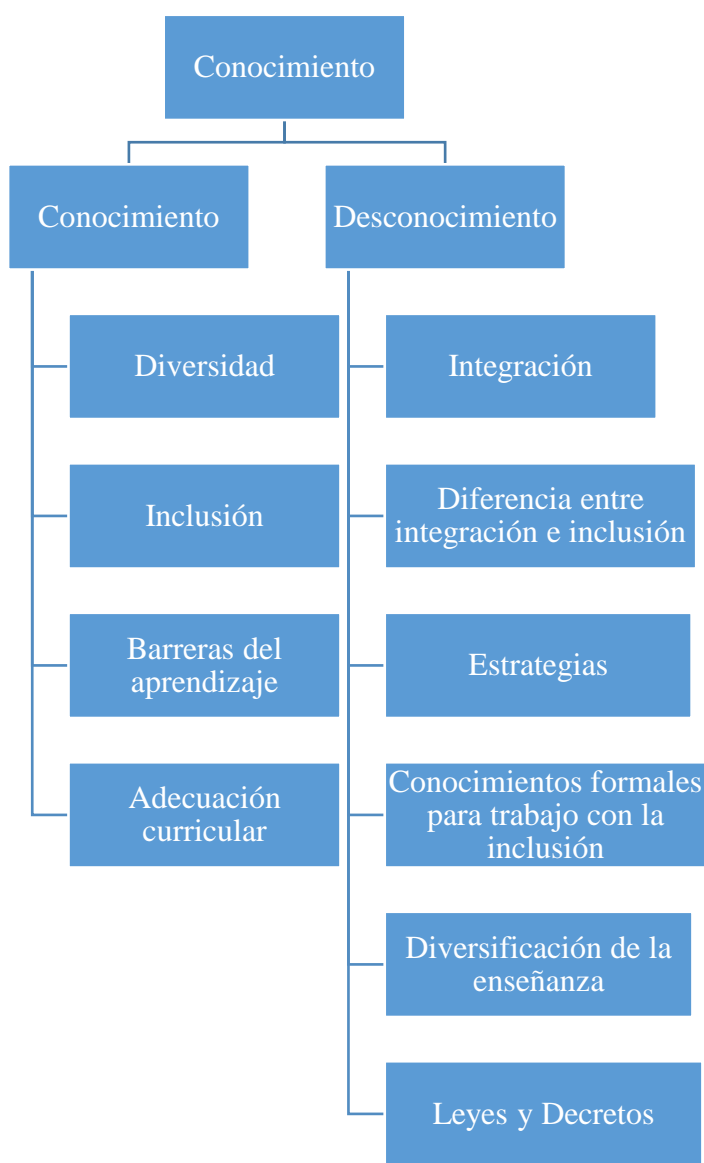 Conocimiento
Conocimiento
Desconocimiento
Diversidad
Inclusión
Barreras del
aprendizaje
Adecuación
curricular
Integración
Diferencia entre
integración e inclusión
Estrategias
Conocimientos formales
para trabajo con la
inclusión
Diversificación de la
enseñanza
Leyes y Decretos